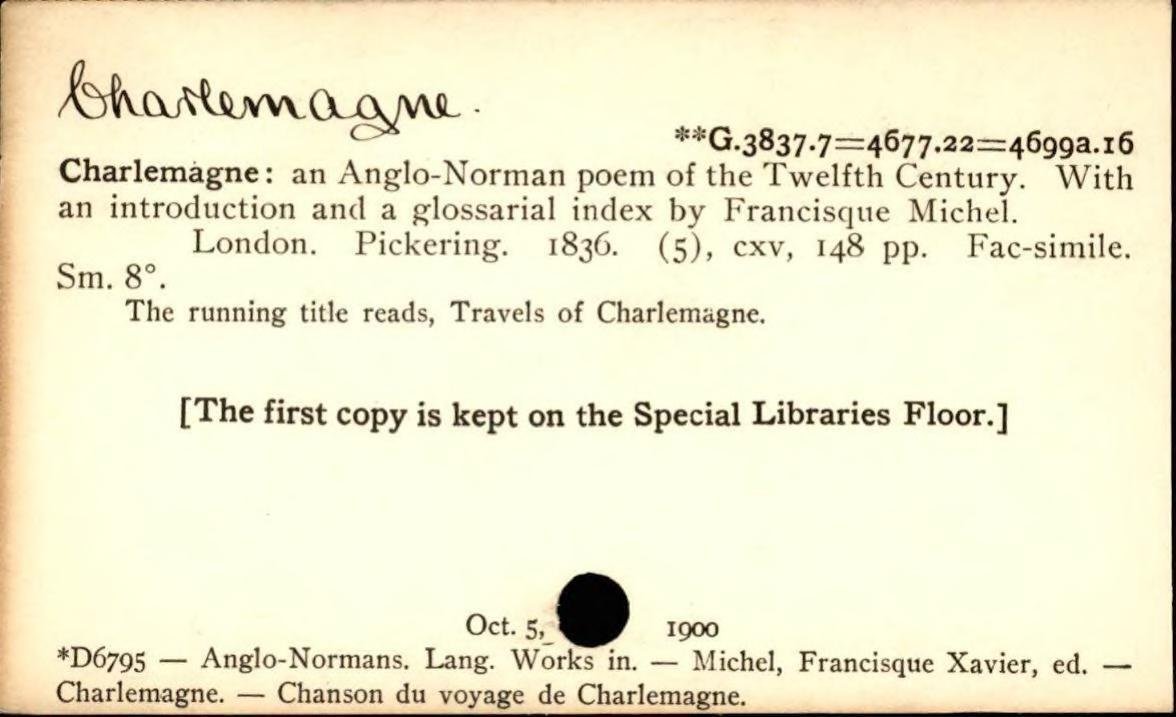 Charlemagne.
**G.3837.7=4677.22=4699a.16
Charlemagne: an Anglo-Norman poem of the Twelfth Century. With
an introduction and a glossarial index by Francisque Michel.
London. Pickering. 1836. (5), cxv, 148 pp. Fac-simile.
Sm. 8°.
The running title reads, Travels of Charlemagne.
[The first copy is kept on the Special Libraries Floor.]
Oct. 5, 1900
*D6795 — Anglo-Normans. Lang. Works in. — Michel, Francisque Xavier, ed. —
Charlemagne. — Chanson du voyage de Charlemagne.